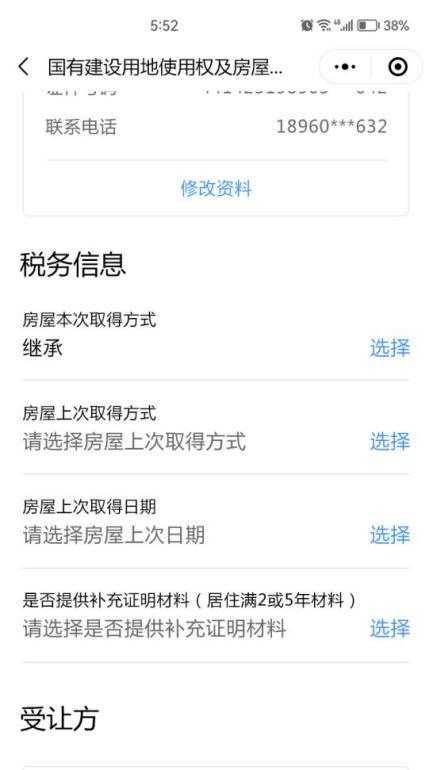 5:52
38%
国有建设用地使用权及房屋...
联系电话
18960***632
修改资料
税务信息
房屋本次取得方式
继承
选择
房屋上次取得方式
请选择房屋上次取得方式
选择
房屋上次取得日期
请选择房屋上次日期
选择
是否提供补充证明材料（居住满2或5年材料）
请选择是否提供补充证明材料
选择
受让方